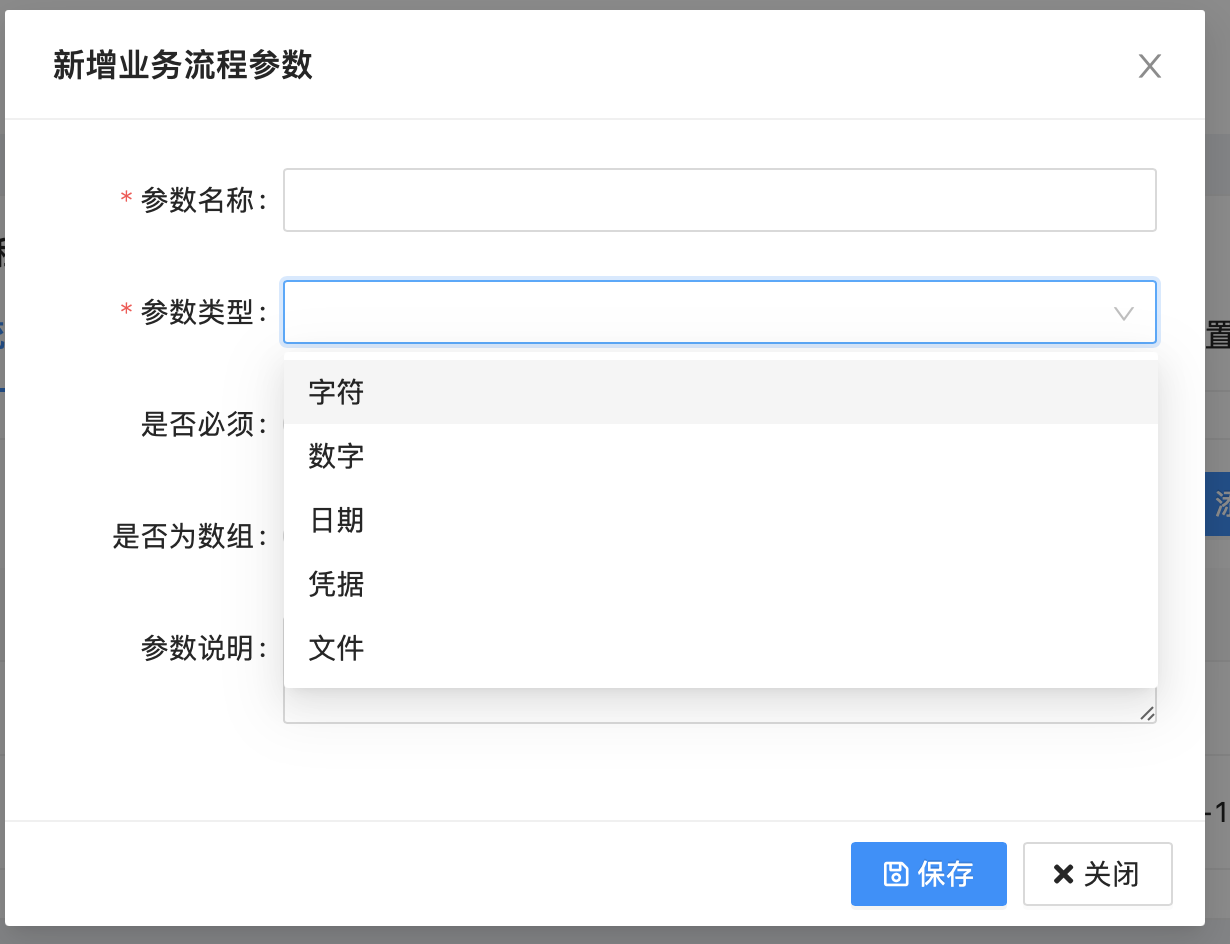 新增业务流程参数
* 参数名称:
* 参数类型:
字符
是否必须:
数字
日期
是否为数组:
凭据
参数说明:
文件
保存
关闭
置
-1